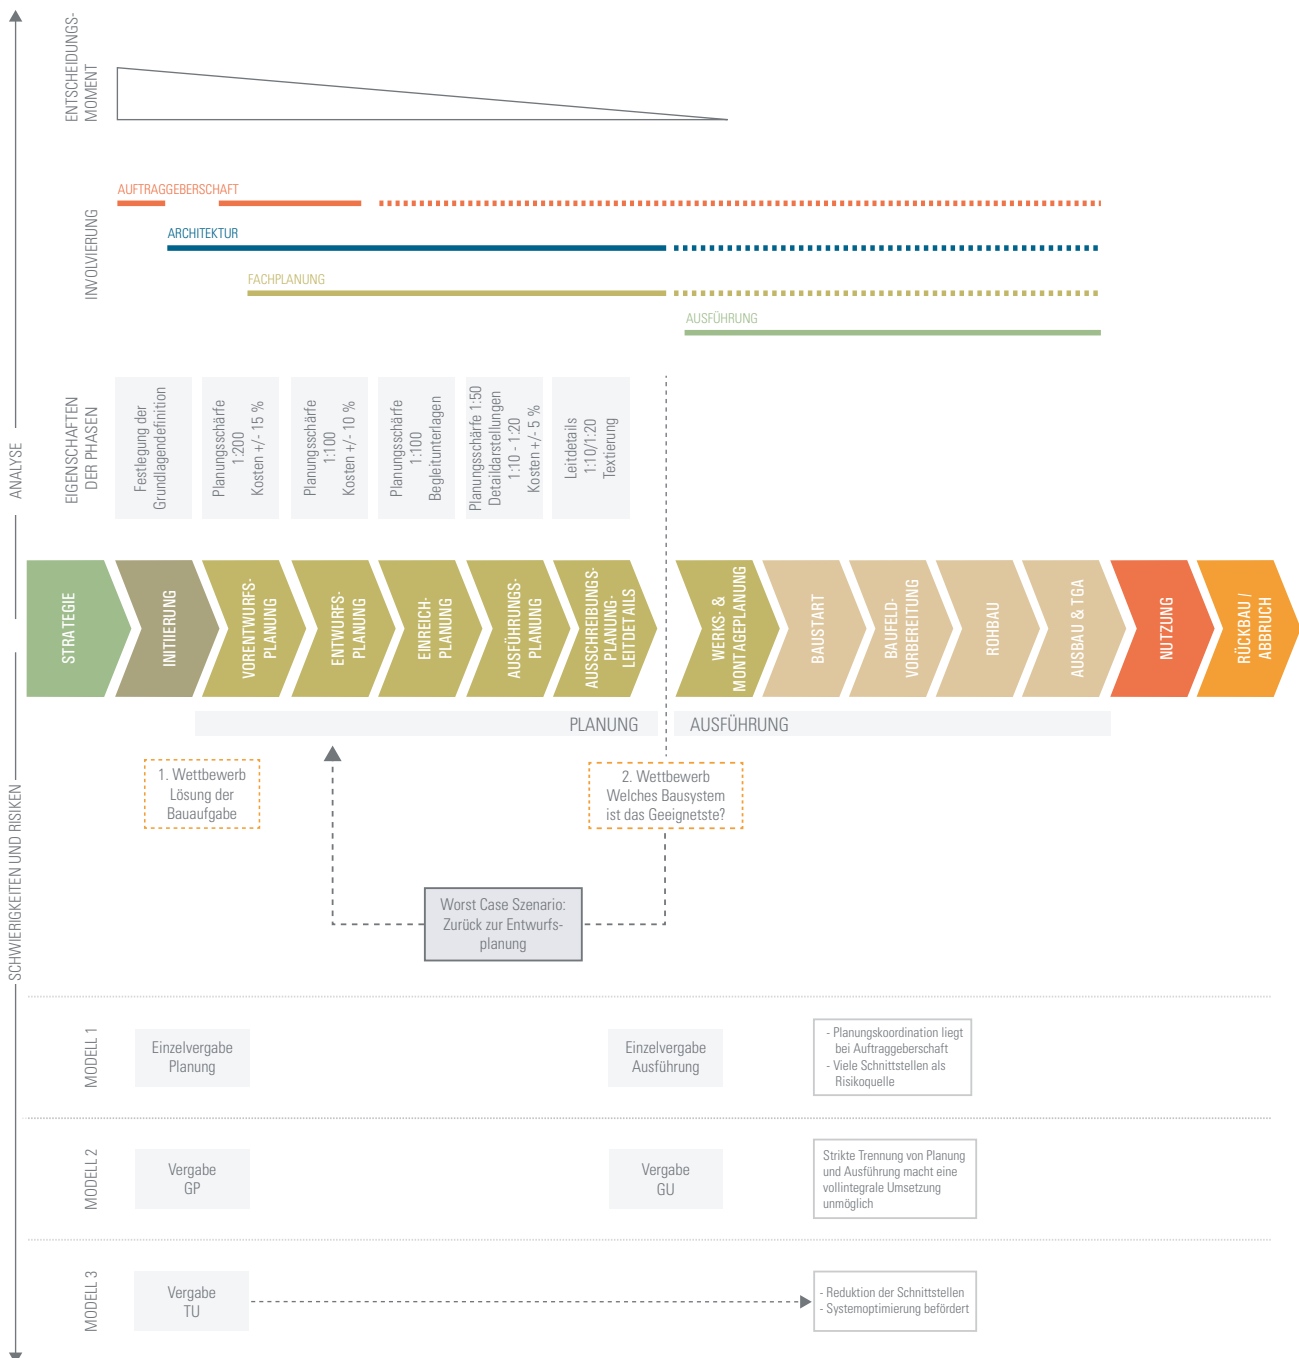 ENTSCHEIDUNGS-
MOMENT
INVOLVIERUNG
AUFTRAGGEBERSCHAFT
ARCHITEKTUR
FACHPLANUNG
AUSFÜHRUNG
ANALYSE
EIGENSCHAFTEN
DER PHASEN
Festlegung der
Grundlagendefinition
Planungsschärfe
1:200
Kosten +/- 15 %
Planungsschärfe
1:100
Kosten +/- 10 %
Planungsschärfe
1:100
Begleitunterlagen
Planungsschärfe 1:50
Detaildarstellungen
1:10 - 1:20
Kosten +/- 5 %
Leitdetails
1:10/1:20
Textierung
STRATEGIE
INITIIERUNG
VORENTWURFS-
PLANUNG
ENTWURFS-
PLANUNG
EINREICH-
PLANUNG
AUSFÜHRUNGS-
PLANUNG
AUSSCHREIBUNGS-
PLANUNG-
LEITDETAILS
WERKS- &
MONTAGEPLANUNG
BAUSTART
BAUFELD-
VORBEREITUNG
ROHBAU
AUSBAU & TGA
NUTZUNG
RÜCKBAU /
ABBRUCH
PLANUNG
AUSFÜHRUNG
SCHWIERIGKEITEN UND RISIKEN
1. Wettbewerb
Lösung der
Bauaufgabe
2. Wettbewerb
Welches Bausystem
ist das Geeignetste?
Worst Case Szenario:
Zurück zur Entwurfs-
planung
MODELL 1
Einzelvergabe
Planung
Einzelvergabe
Ausführung
- Planungskoordination liegt
bei Auftraggeberschaft
- Viele Schnittstellen als
Risikoquelle
MODELL 2
Vergabe
GP
Vergabe
GU
Strikte Trennung von Planung
und Ausführung macht eine
vollintegrale Umsetzung
unmöglich
MODELL 3
Vergabe
TU
- Reduktion der Schnittstellen
- Systemoptimierung befördert